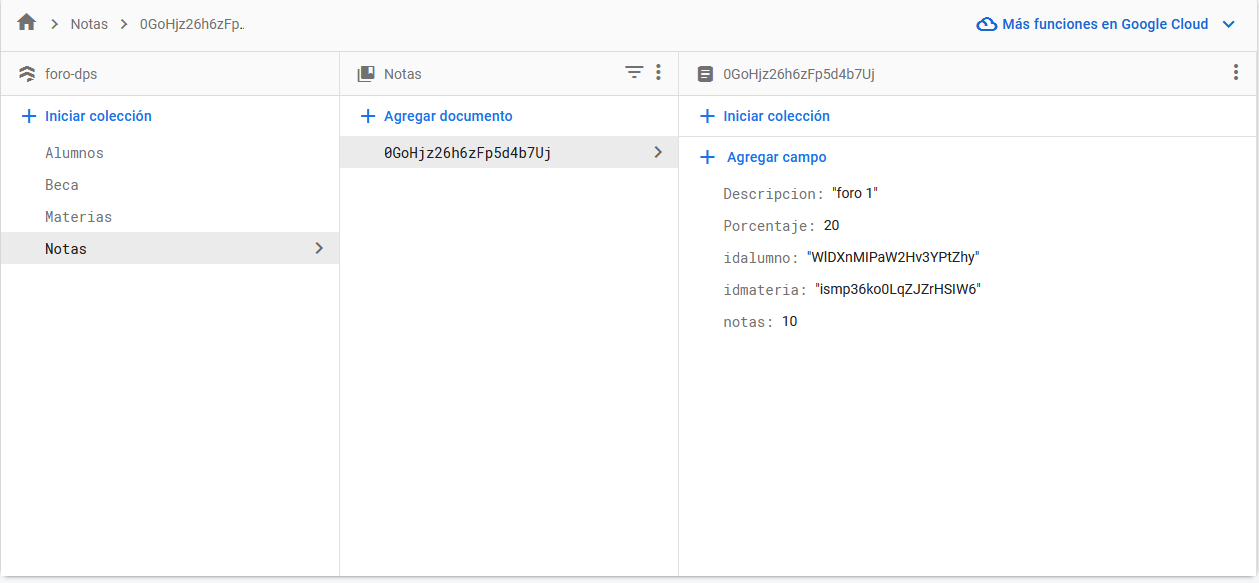 Notas
0GoHjz26h6zFp..
Más funciones en Google Cloud
foro-dps
Iniciar colección
Alumnos
Beca
Materias
Notas
Notas
Agregar documento
0GoHjz26h6zFp5d4b7Uj
0GoHjz26h6zFp5d4b7Uj
Iniciar colección
Agregar campo
Descripcion: "foro 1"
Porcentaje: 20
idalumno: "WlDXnMIPaW2Hv3YPtZhy"
idmateria: "ismp36ko0LqZJZrHSIW6"
notas: 10